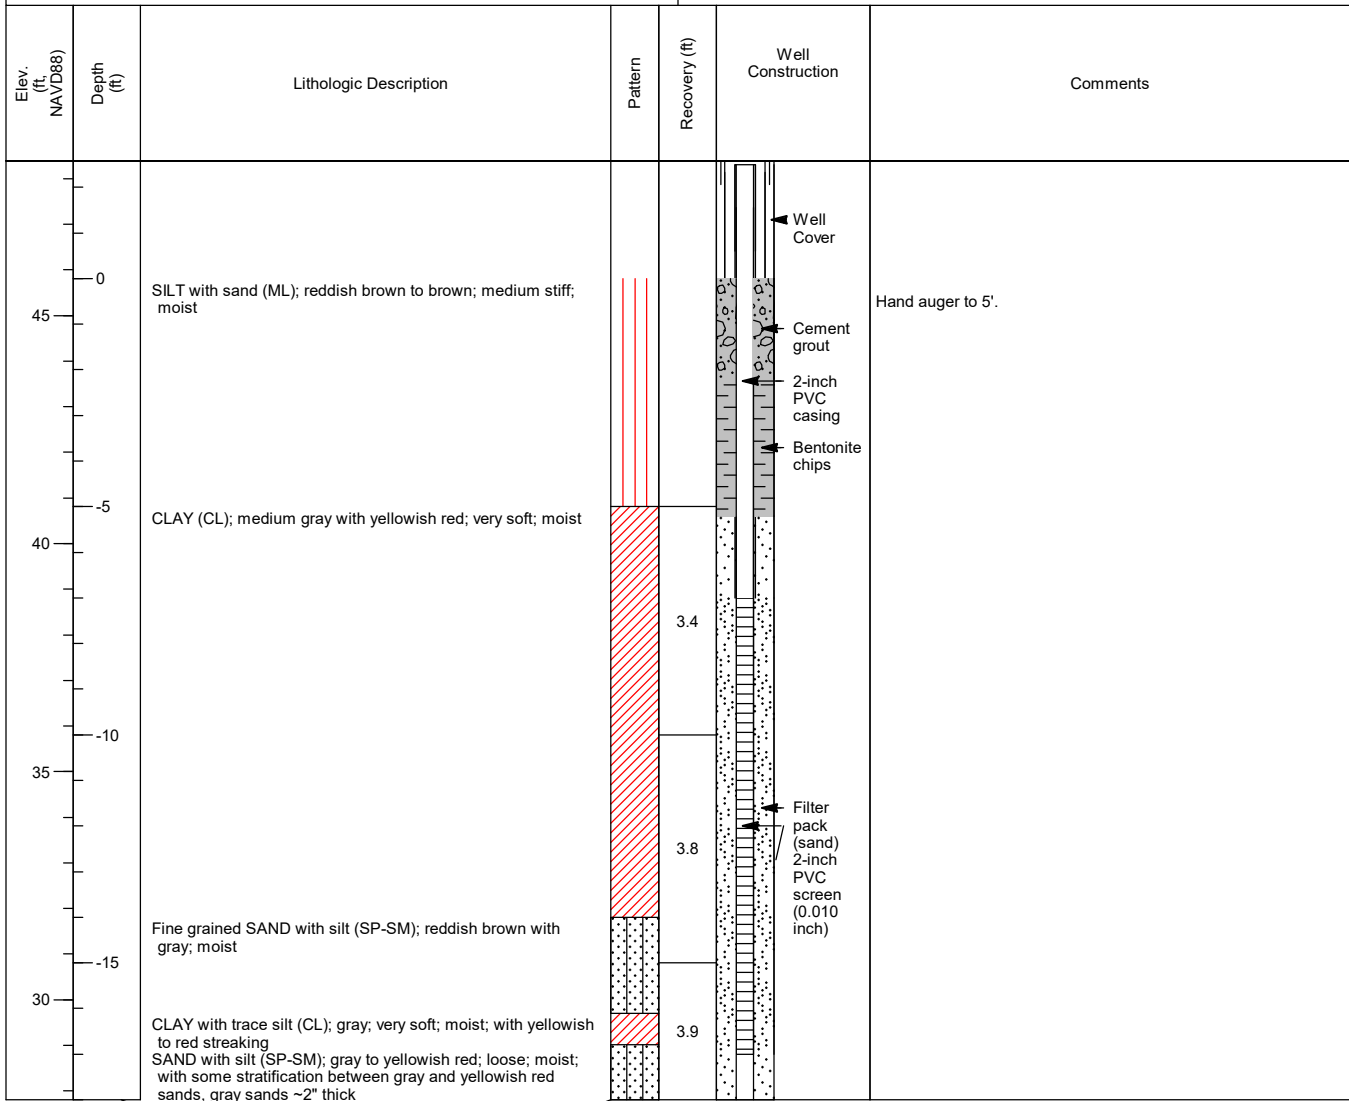 Elev.
(ft,
NAVD88)
Depth
(ft)
Lithologic Description
Pattern
Recovery (ft)
Well
Construction
Comments
Well
Cover
0
SILT with sand (ML); reddish brown to brown; medium stiff;
moist
Hand auger to 5'.
45
Cement
grout
2-inch
PVC
casing
Bentonite
chips
-5
CLAY (CL); medium gray with yellowish red; very soft; moist
40
3.4
-10
35
Filter
pack
(sand)
2-inch
PVC
screen
(0.010
inch)
3.8
Fine grained SAND with silt (SP-SM); reddish brown with
gray; moist
-15
30
CLAY with trace silt (CL); gray; very soft; moist; with yellowish
to red streaking
3.9
SAND with silt (SP-SM); gray to yellowish red; loose; moist;
with some stratification between gray and yellowish red
sands, gray sands ~2" thick